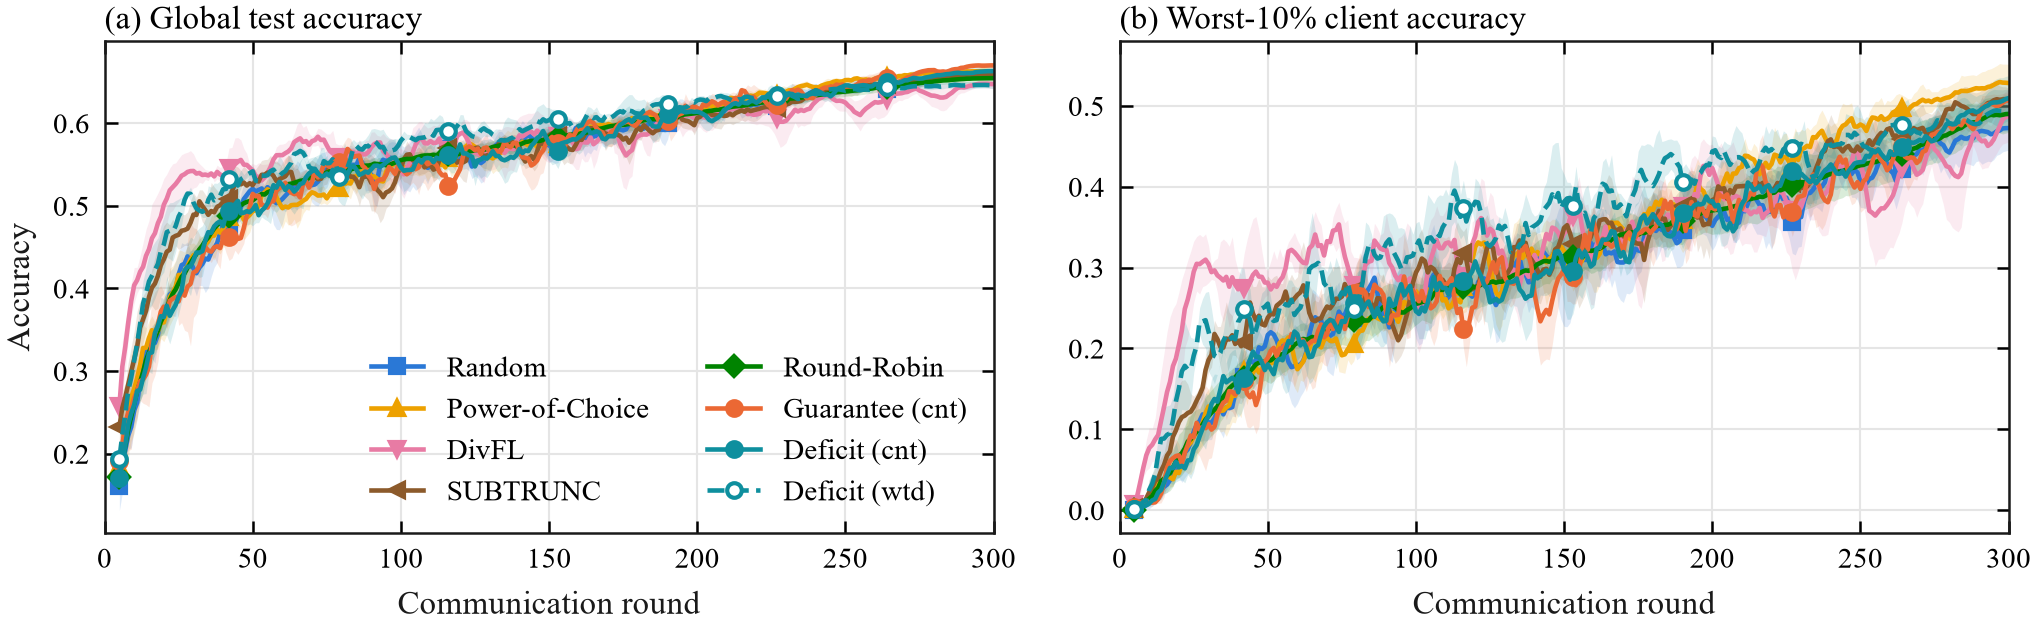 (a) Global test accuracy
Accuracy
0.6
0.5
0.4
0.3
0.2
0 50 100 150 200 250 300
Communication round
Random
Power-of-Choice
DivFL
SUBTRUNC
Round-Robin
Guarantee (cnt)
Deficit (cnt)
Deficit (wtd)
(b) Worst-10% client accuracy
0.5
0.4
0.3
0.2
0.1
0.0
0 50 100 150 200 250 300
Communication round